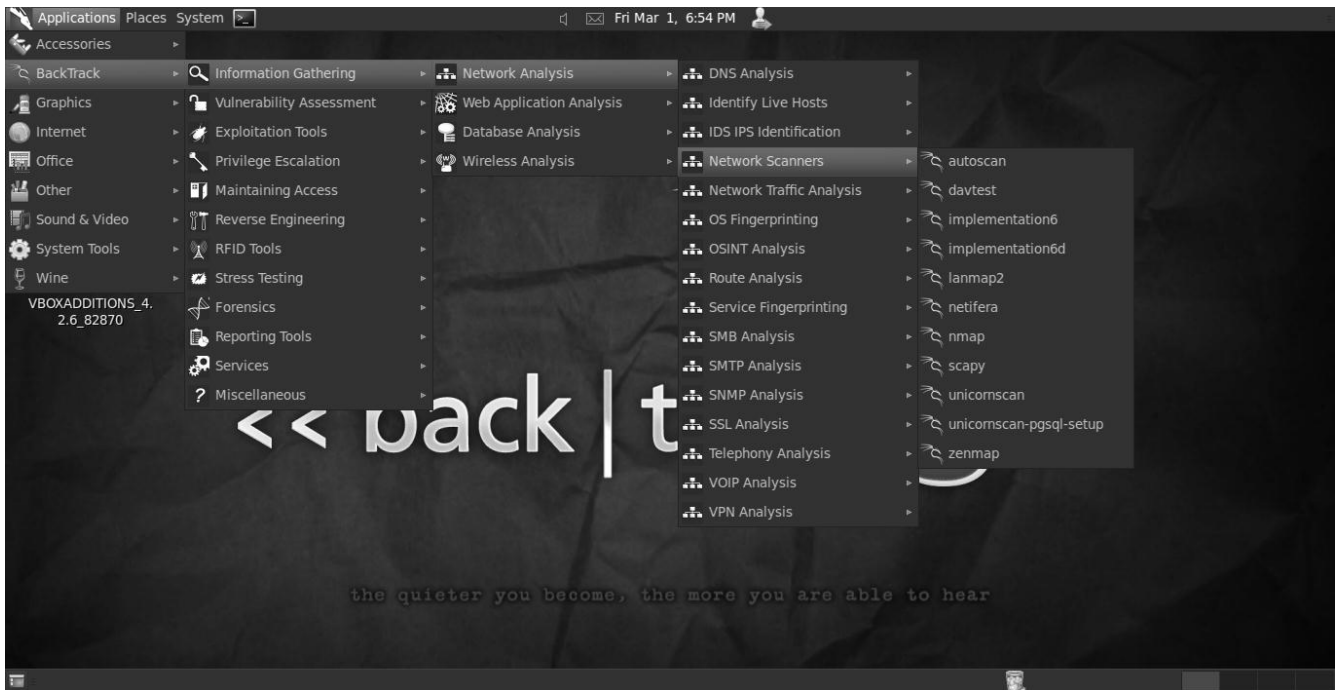 Applications Places System
Fri Mar 1, 6:54 PM
Accessories
BackTrack
Graphics
Internet
Office
Other
Sound & Video
System Tools
Wine
VBOXADDITIONS_4.
2.6_82870
Information Gathering
Vulnerability Assessment
Exploitation Tools
Privilege Escalation
Maintaining Access
Reverse Engineering
RFID Tools
Stress Testing
Forensics
Reporting Tools
Services
Miscellaneous
Network Analysis
Web Application Analysis
Database Analysis
Wireless Analysis
DNS Analysis
Identify Live Hosts
IDS IPS Identification
Network Scanners
Network Traffic Analysis
OS Fingerprinting
OSINT Analysis
Route Analysis
Service Fingerprinting
SMB Analysis
SMTP Analysis
SNMP Analysis
SSL Analysis
Telephony Analysis
VOIP Analysis
VPN Analysis
autoscan
davtest
implementation6
implementation6d
lanmap2
netifera
nmap
scapy
unicornscan
unicornscan-pgsql-setup
zenmap
<< back | t
the quieter you become, the more you are able to hear